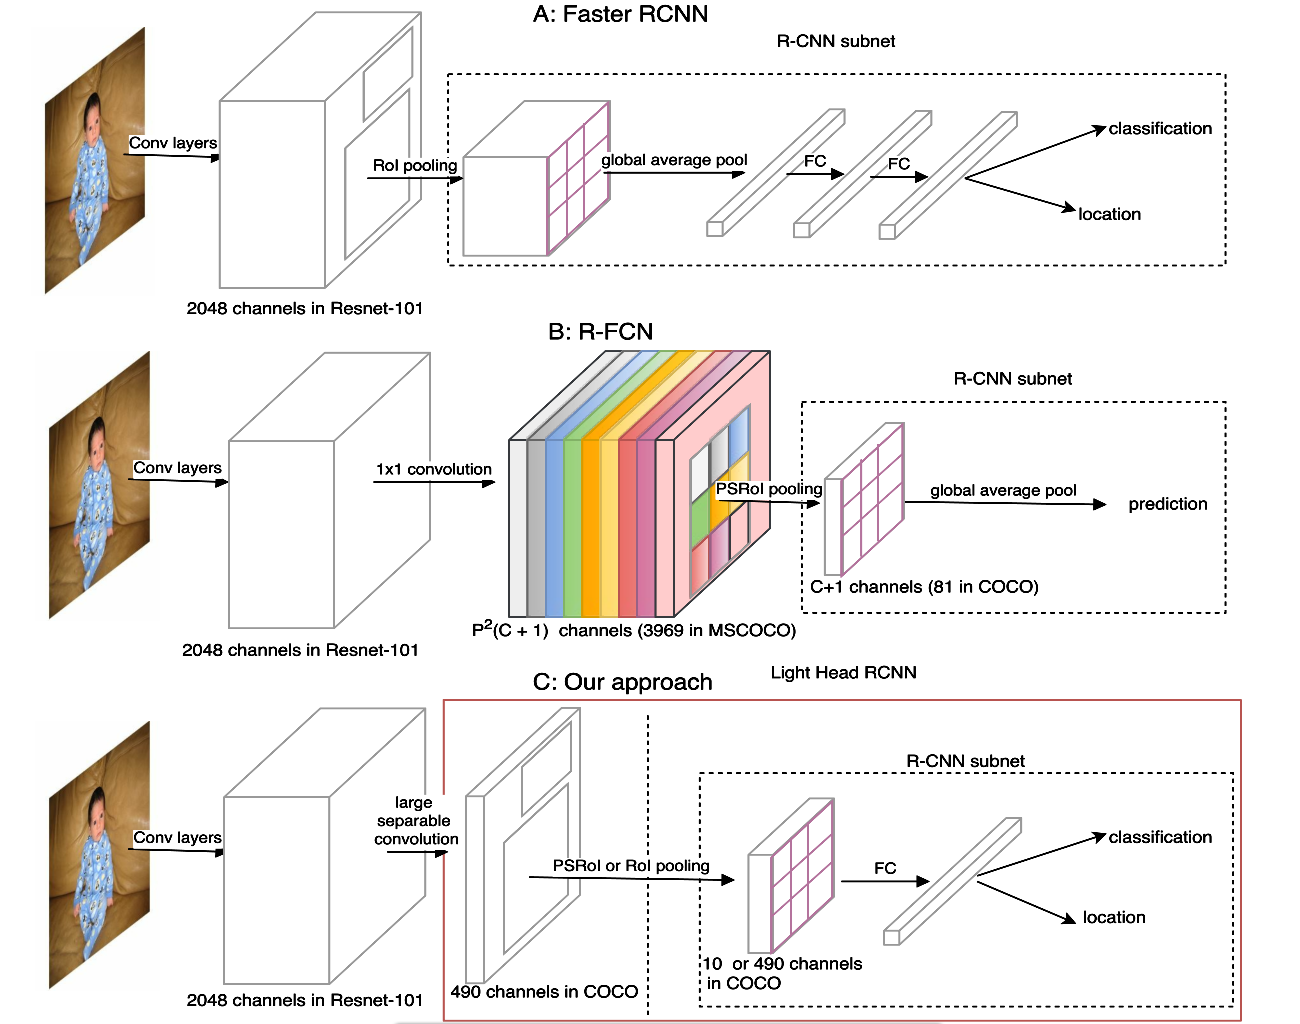 A: Faster RCNN
R-CNN subnet
Conv layers
RoI pooling
global average pool
FC
FC
classification
location
2048 channels in Resnet-101
B: R-FCN
R-CNN subnet
Conv layers
1x1 convolution
PSRoI pooling
global average pool
prediction
C+1 channels (81 in COCO)
P²(C + 1) channels (3969 in MSCOCO)
2048 channels in Resnet-101
C: Our approach
Light Head RCNN
R-CNN subnet
Conv layers
large
separable
convolution
PSRoI or RoI pooling
FC
classification
location
10 or 490 channels
in COCO
490 channels in COCO
2048 channels in Resnet-101